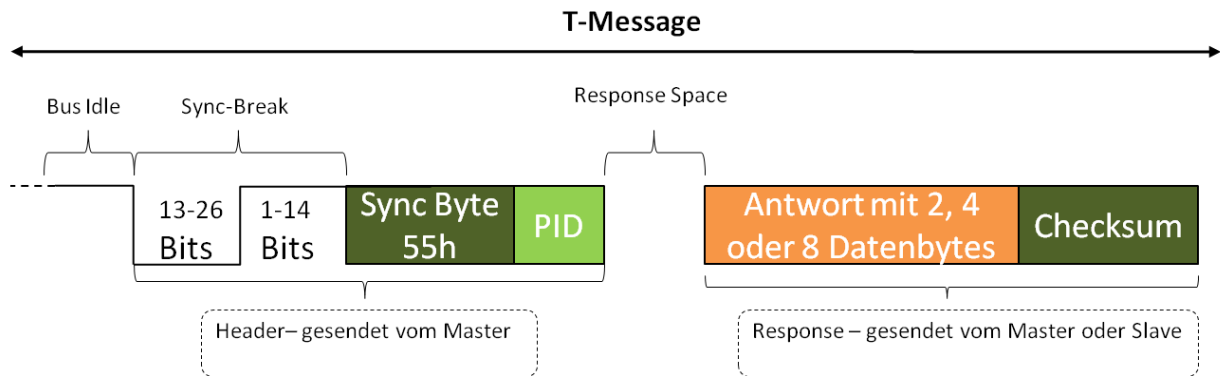 T-Message
Bus Idle
Sync-Break
Response Space
13-26
Bits
1-14
Bits
Sync Byte
55h
PID
Antwort mit 2, 4
oder 8 Datenbytes
Checksum
Header– gesendet vom Master
Response – gesendet vom Master oder Slave